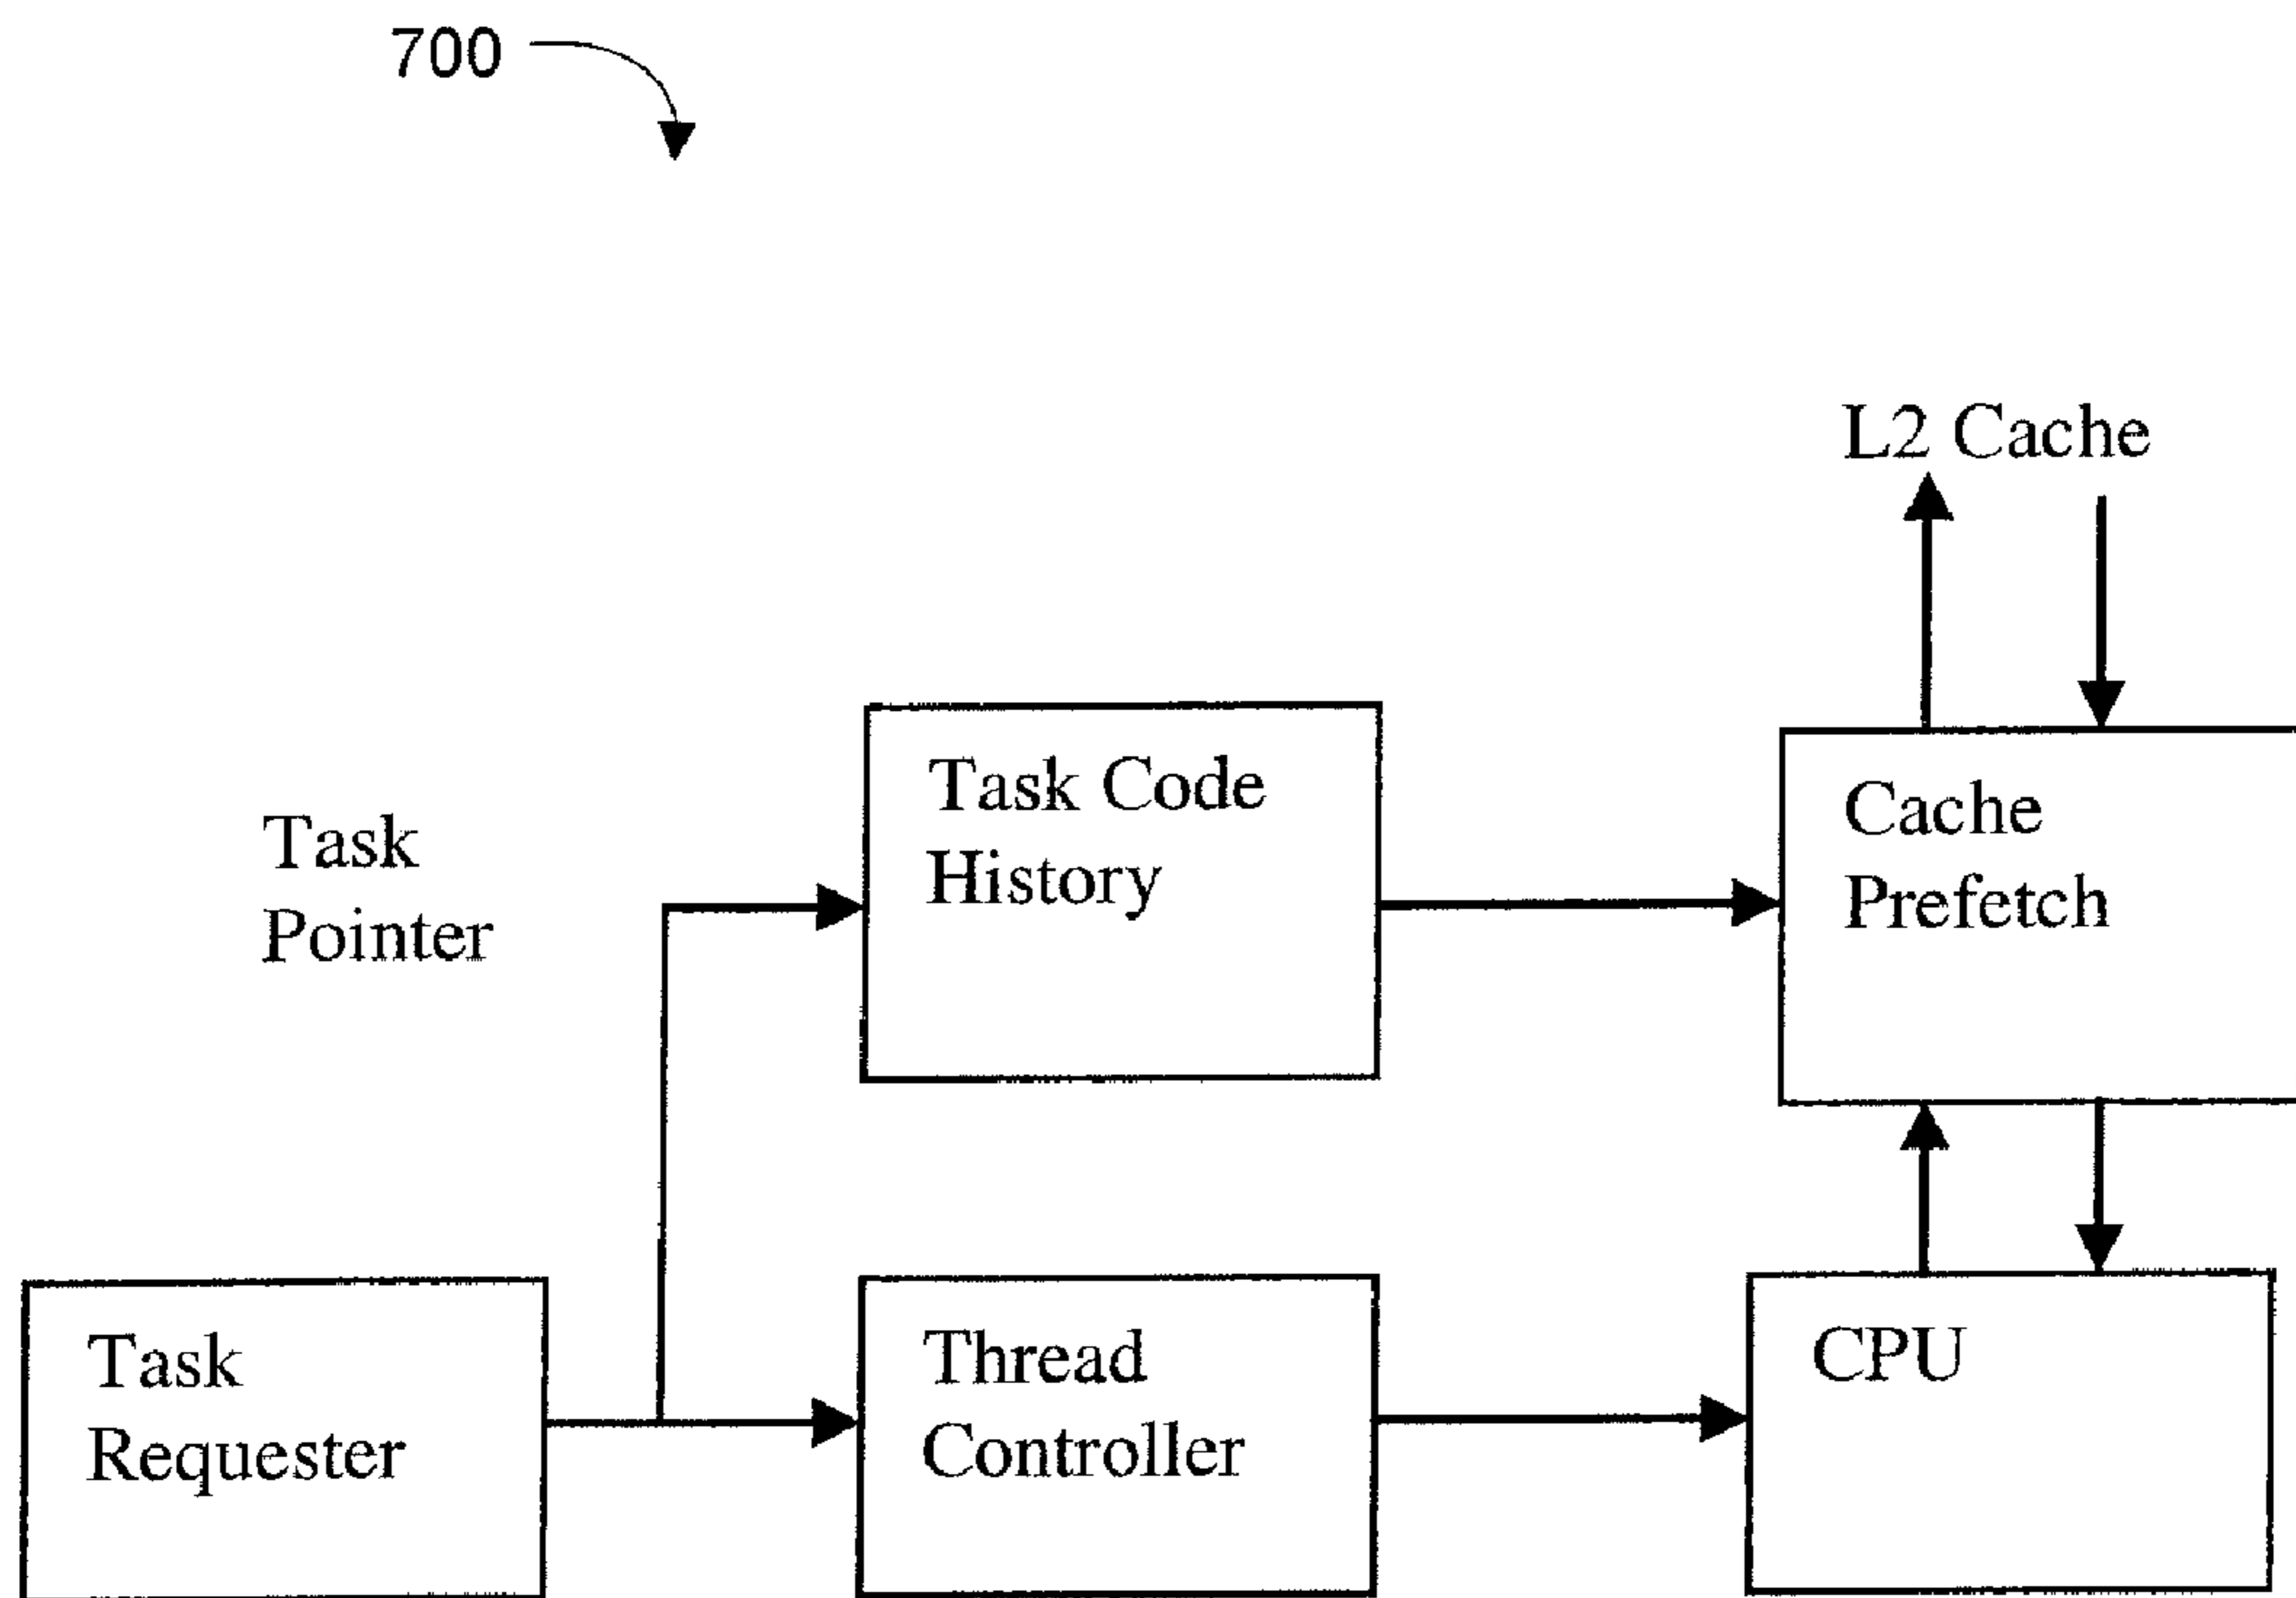 700
L2 Cache
Task Code
History
Cache
Prefetch
Task
Pointer
Task
Requester
Thread
Controller
CPU